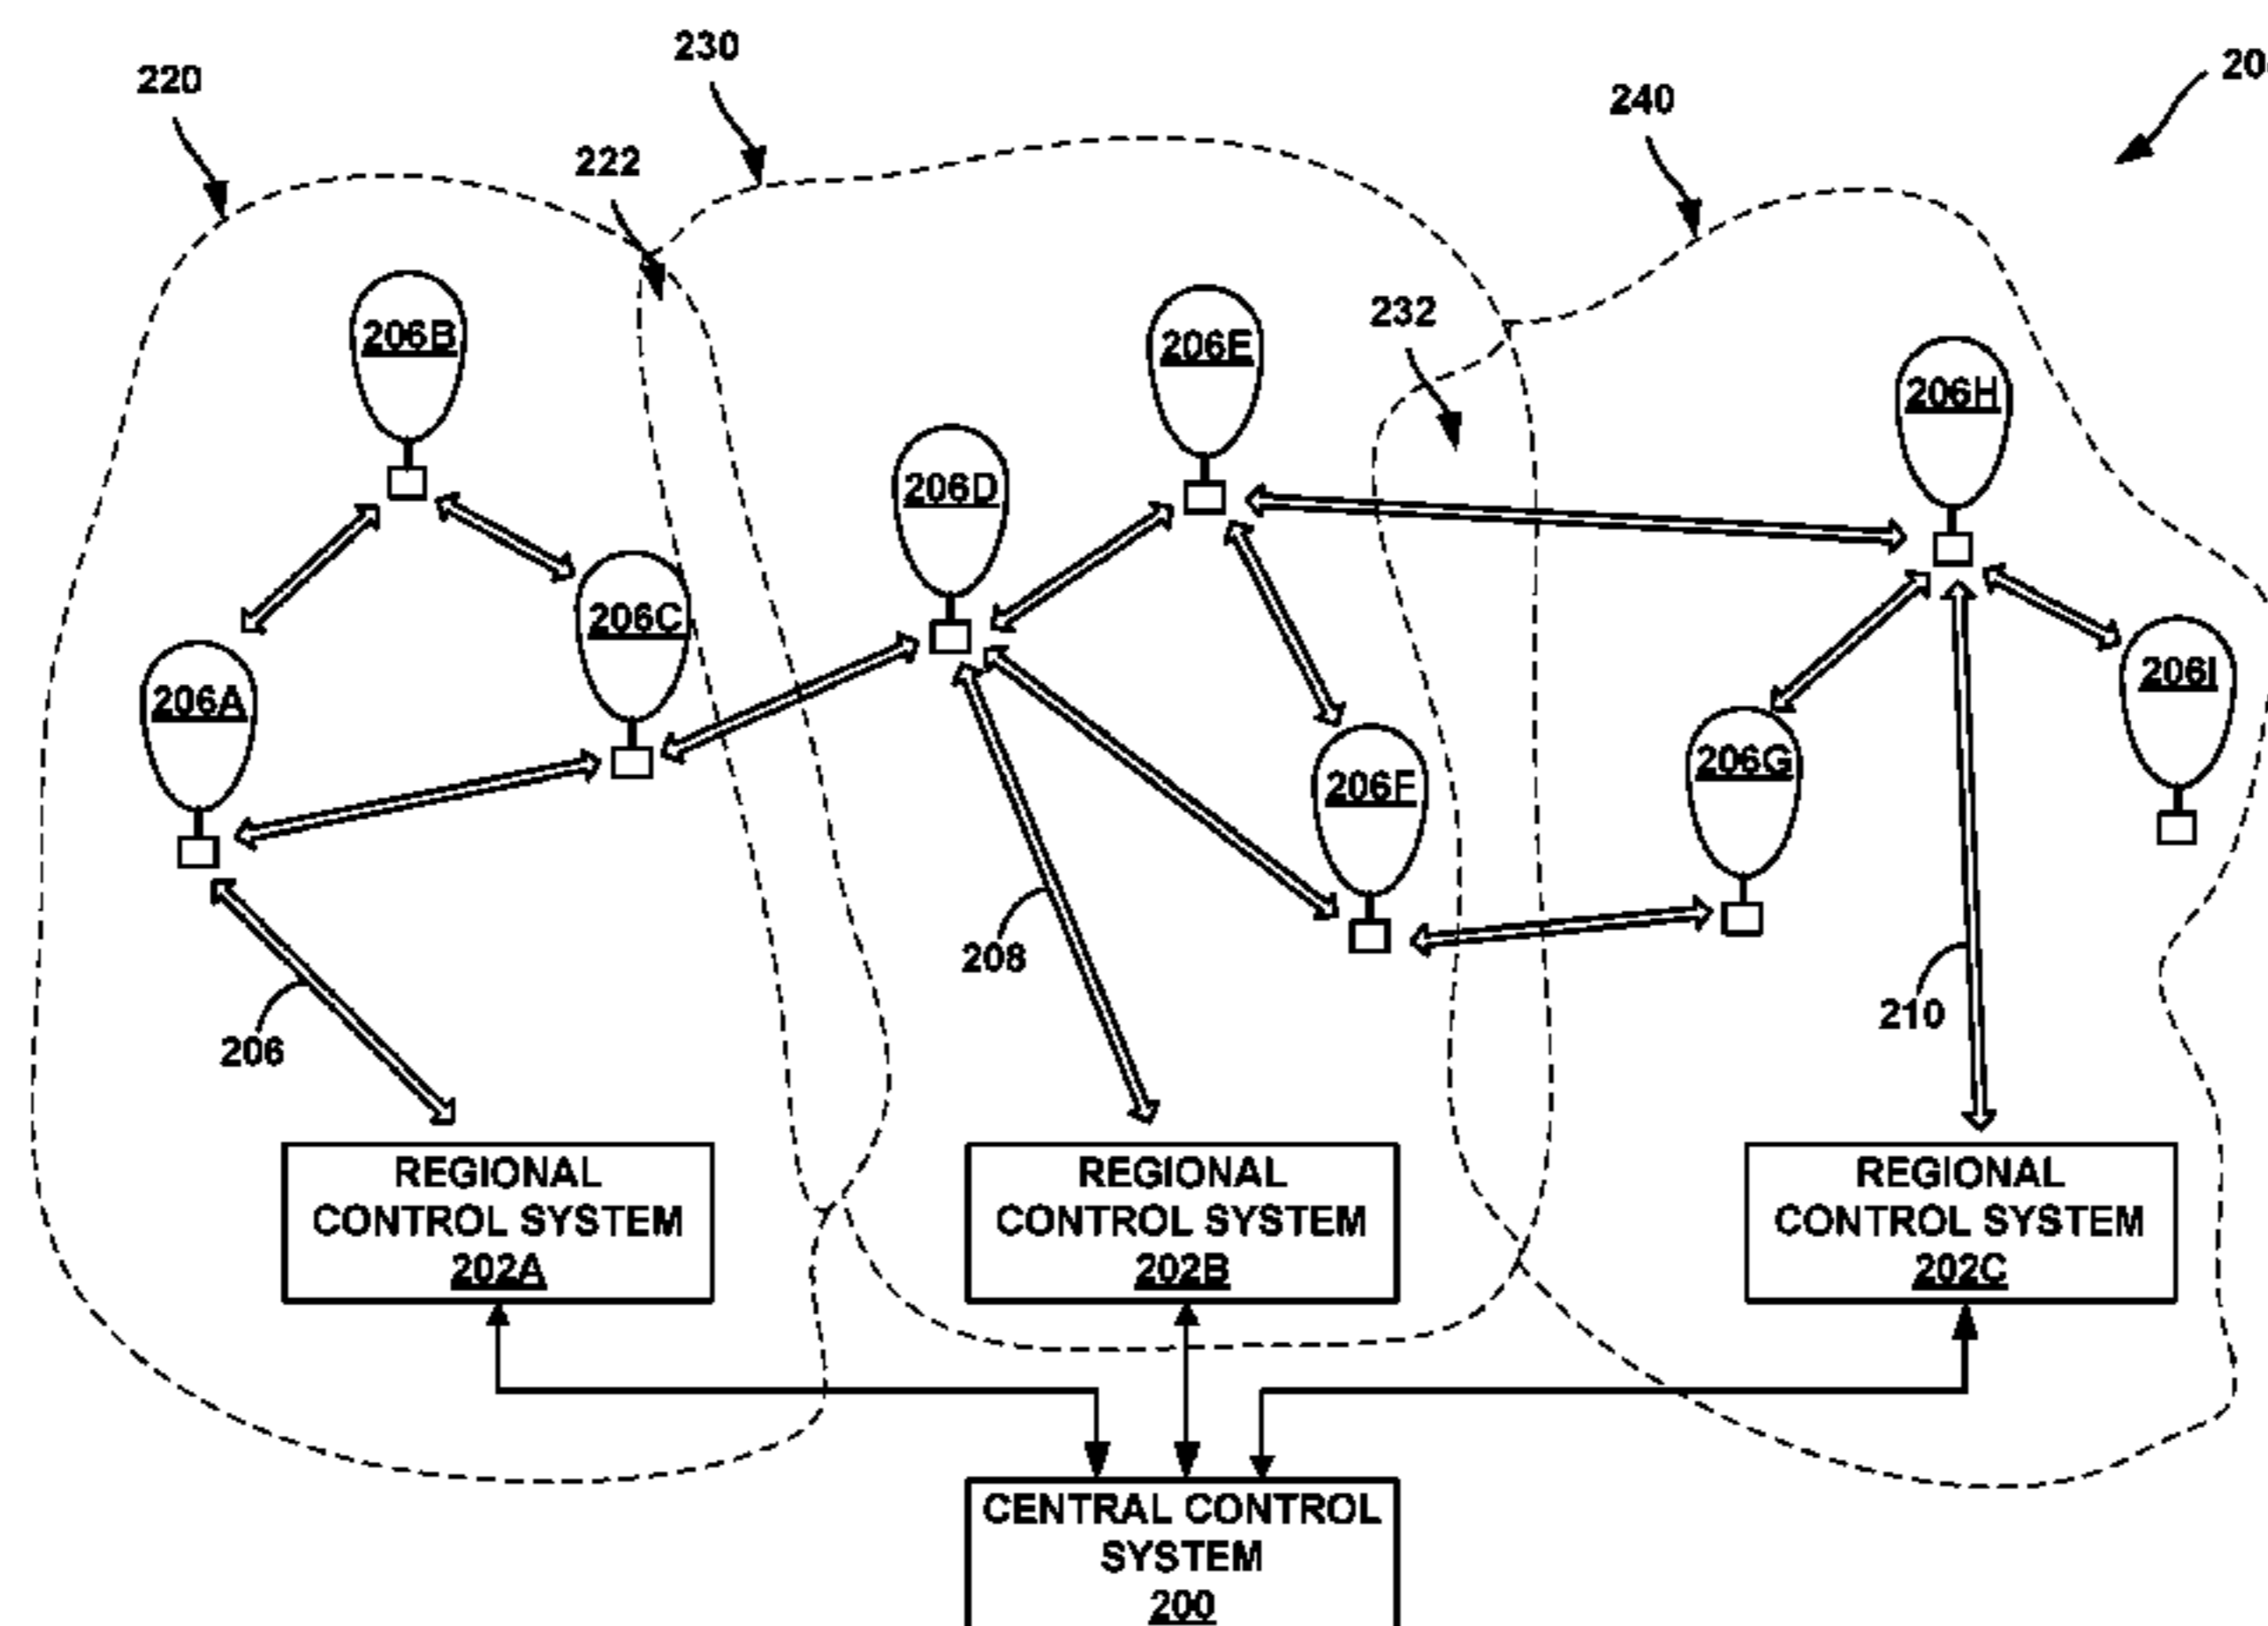 230
20
220
240
222
232
206B
206E
206H
206D
206C
206I
206A
206G
206F
208
210
206
REGIONAL
CONTROL SYSTEM
202A
REGIONAL
CONTROL SYSTEM
202B
REGIONAL
CONTROL SYSTEM
202C
CENTRAL CONTROL
SYSTEM
200